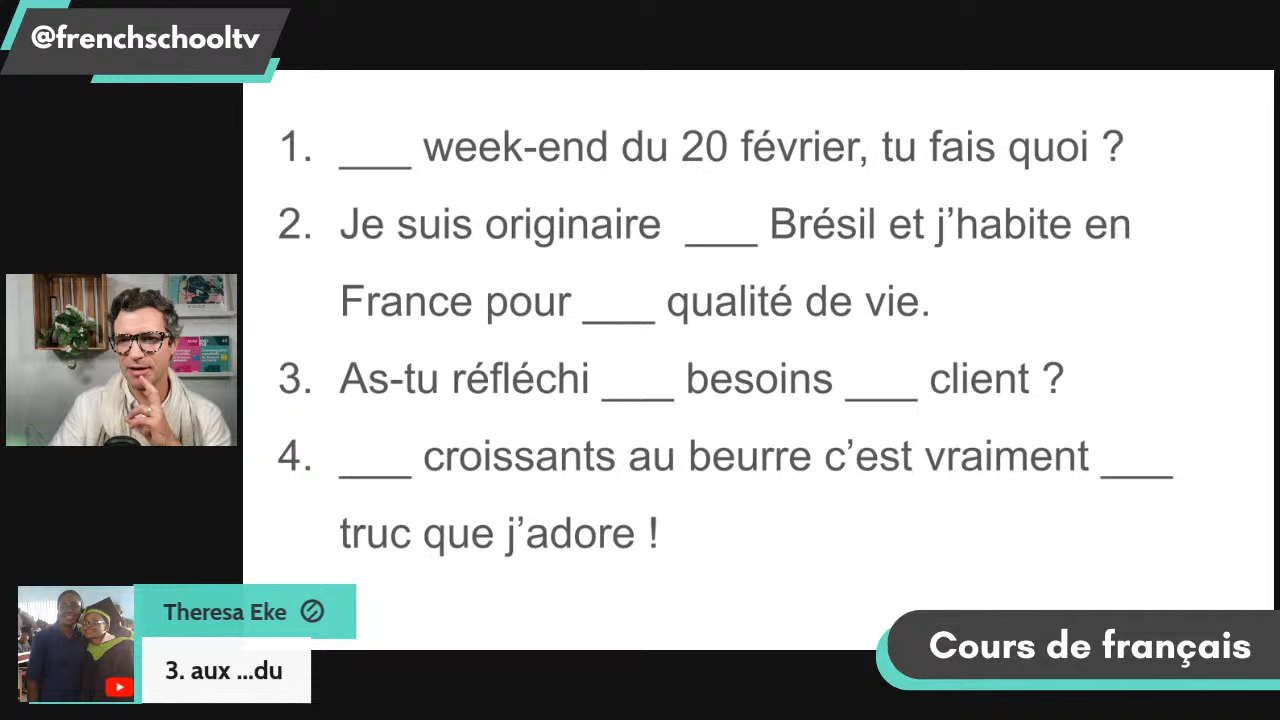 @frenchschooltv
1. ___ week-end du 20 février, tu fais quoi ?
2. Je suis originaire ___ Brésil et j'habite en
France pour ___ qualité de vie.
3. As-tu réfléchi ___ besoins ___ client ?
4. ___ croissants au beurre c'est vraiment ___
truc que j'adore !
Theresa Eke
3. aux ...du
Cours de français